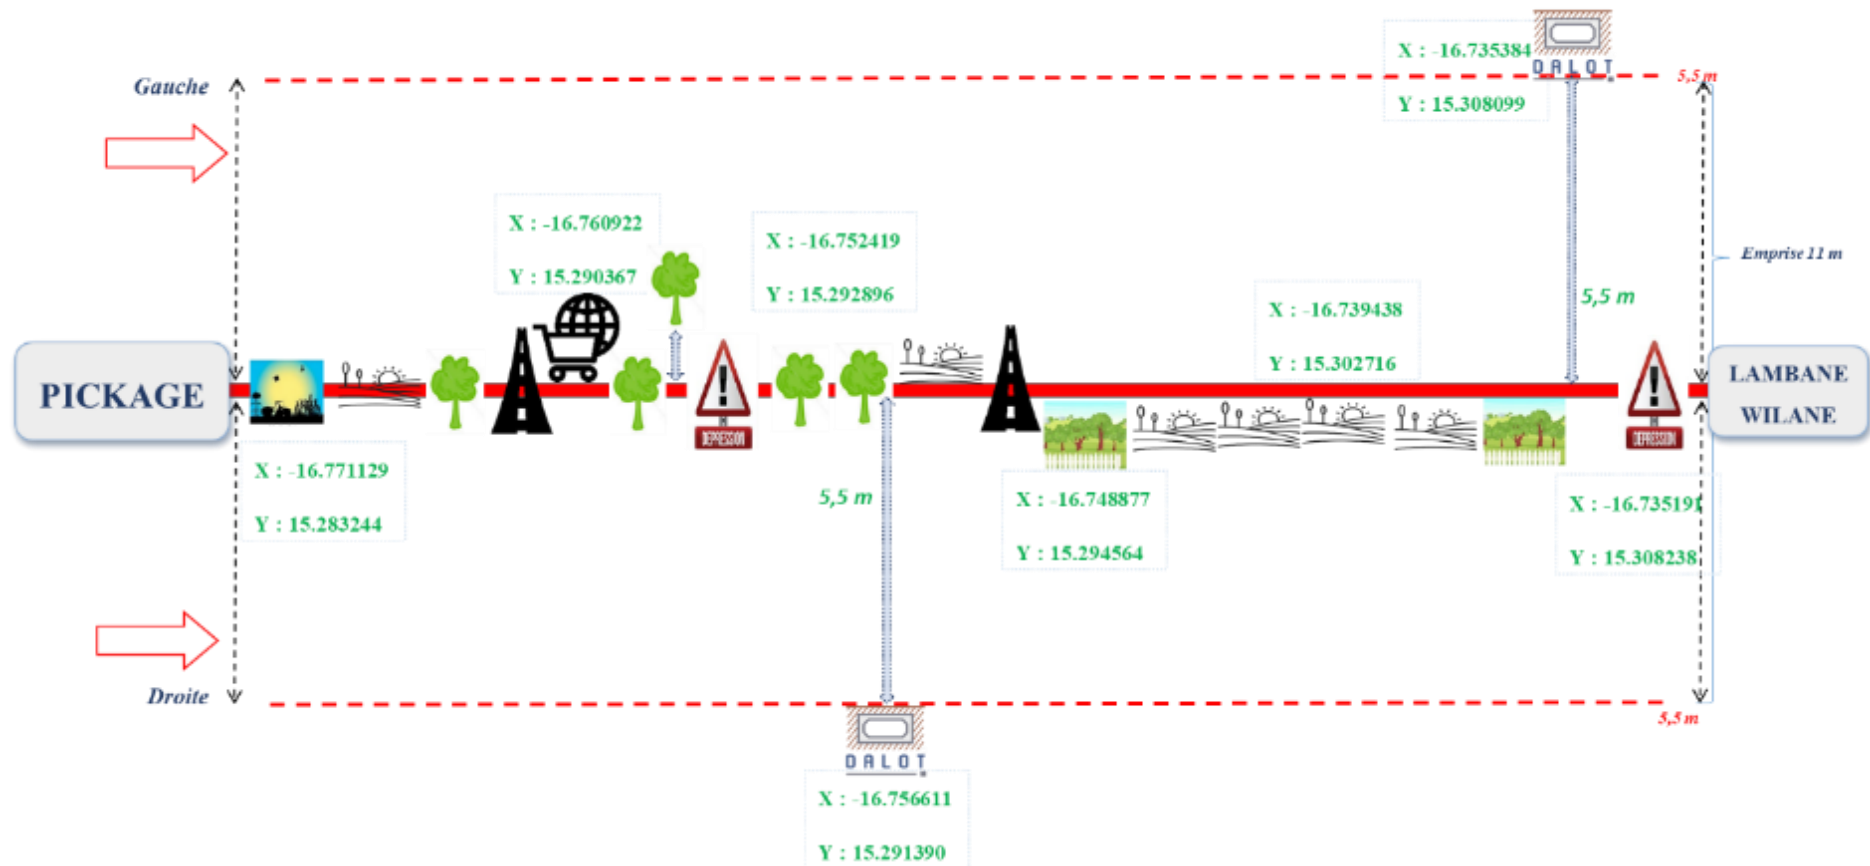 X : -16.735384
DALOT
Y : 15.308099
5,5 m
Gauche
X : -16.760922
Y : 15.290367
X : -16.752419
Y : 15.292896
Emprise 11 m
X : -16.739438
Y : 15.302716
5,5 m
PICKAGE
DEPRESSION
DEPRESSION
LAMBANE
WILANE
X : -16.771129
Y : 15.283244
5,5 m
X : -16.748877
Y : 15.294564
X : -16.735191
Y : 15.308238
Droite
5,5 m
DALOT
X : -16.756611
Y : 15.291390